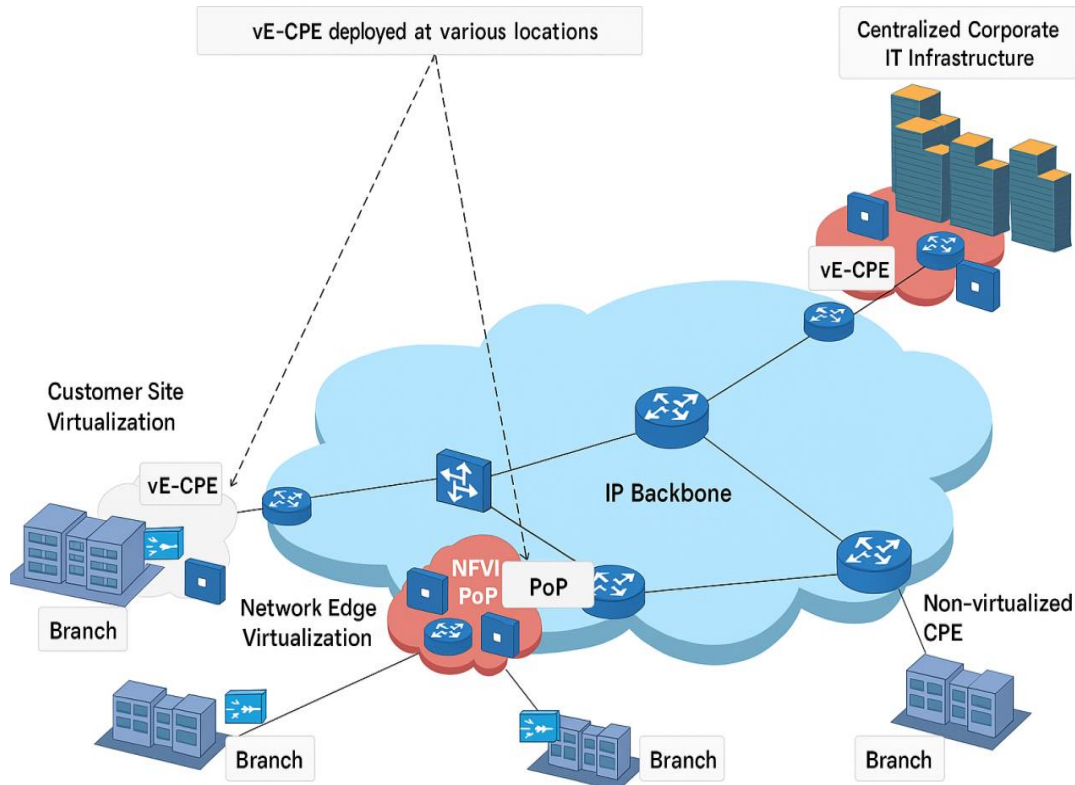 vE-CPE deployed at various locations
Centralized Corporate
IT Infrastructure
vE-CPE
Customer Site
Virtualization
vE-CPE
IP Backbone
NFVI
PoP
PoP
Network Edge
Virtualization
Non-virtualized
CPE
Branch
Branch
Branch
Branch